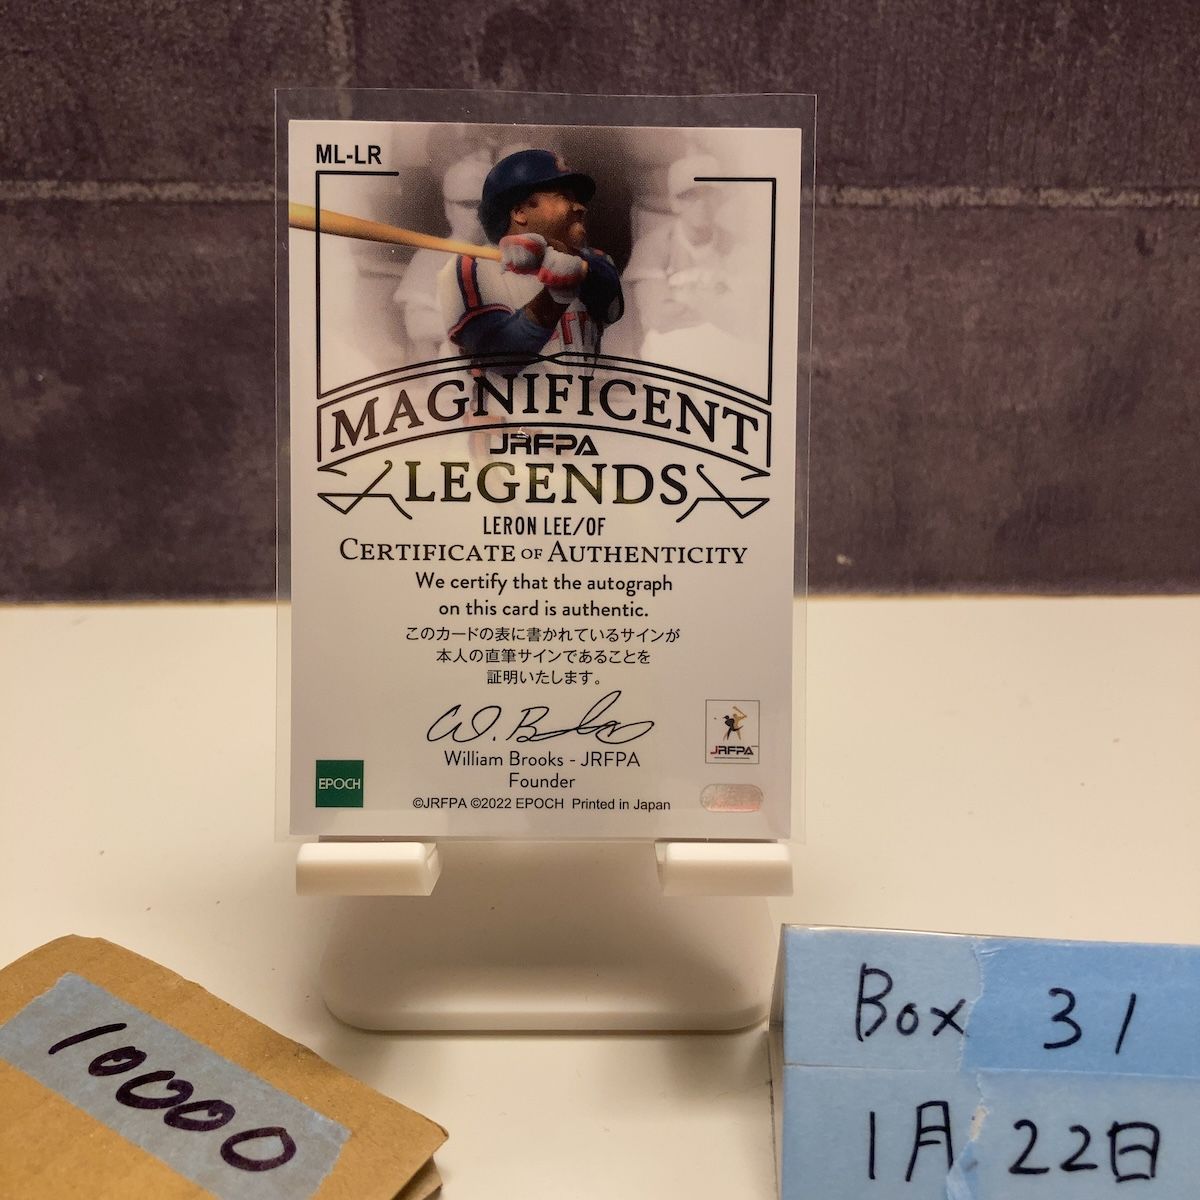 ML-LR
MAGNIFICENT
JRFPA
LEGENDS
LERON LEE/OF
CERTIFICATE OF AUTHENTICITY
We certify that the autograph
on this card is authentic.
このカードの表に書かれているサインが
本人の直筆サインであることを
証明いたします。
W. Brooks
William Brooks - JRFPA
Founder
JRFPA
EPOCH
©JRFPA ©2022 EPOCH Printed in Japan
10000
Box 31
1月22日